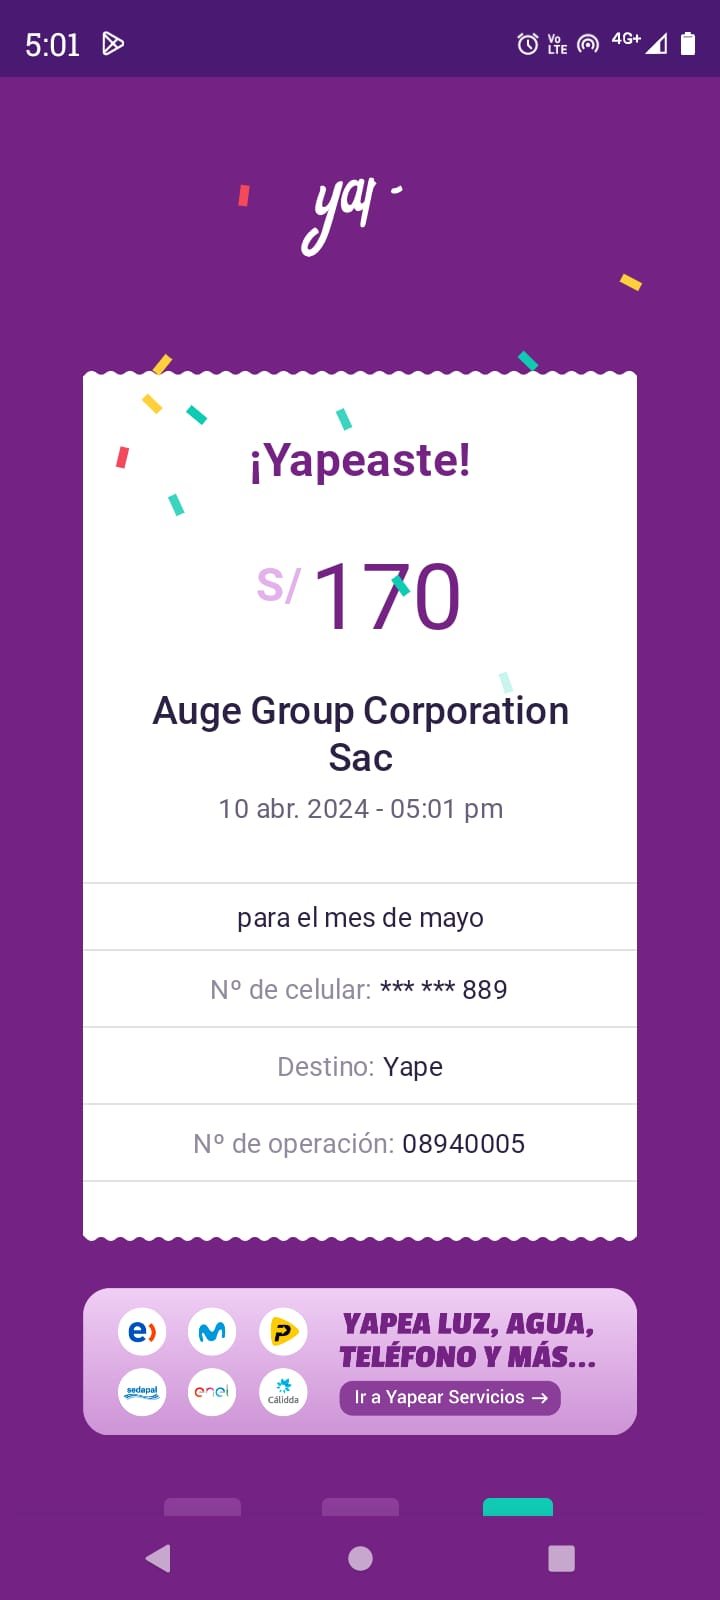 5:01
Vo
LTE
4G+
yap
¡Yapeaste!
S/ 170
Auge Group Corporation
Sac
10 abr. 2024 - 05:01 pm
para el mes de mayo
Nº de celular: *** *** 889
Destino: Yape
Nº de operación: 08940005
e)
P
sedapal
enel
Cálidda
YAPEA LUZ, AGUA,
TELÉFONO Y MÁS...
Ir a Yapear Servicios →